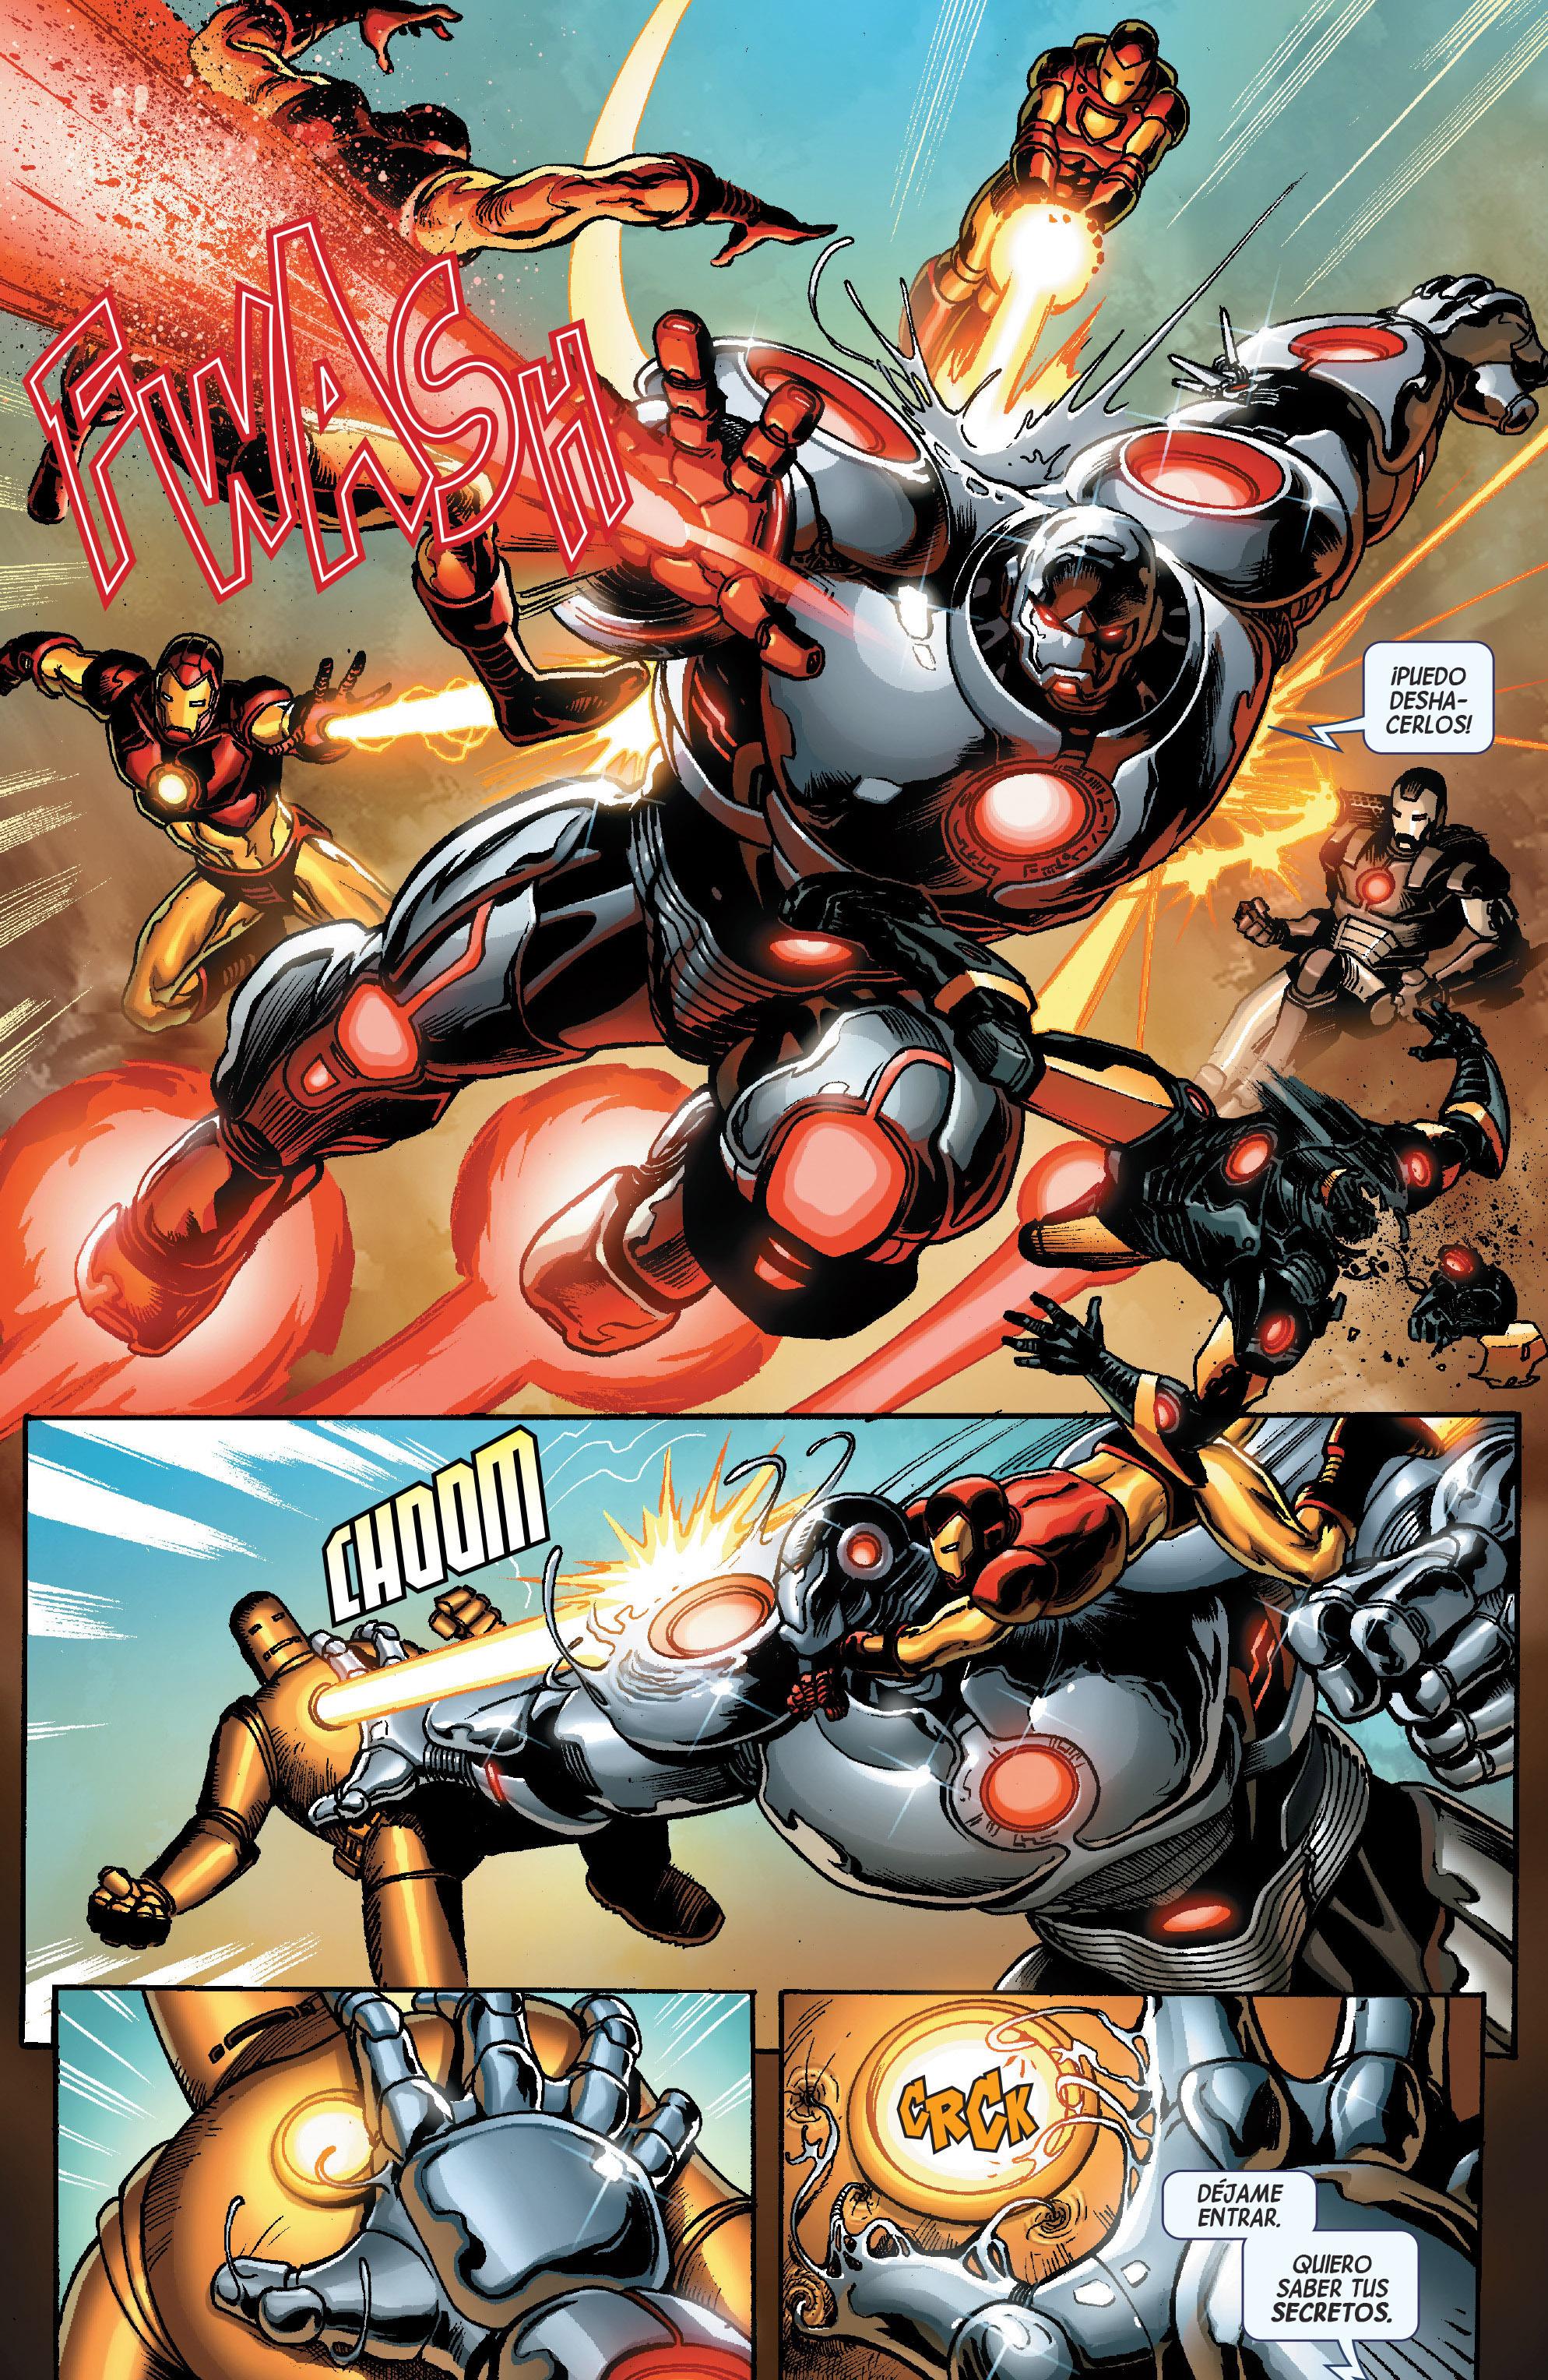 FWASH
¡PUEDO
DESHA-
CERLOS!
CHOOM
CRCK
DÉJAME
ENTRAR.
QUIERO
SABER TUS
SECRETOS.